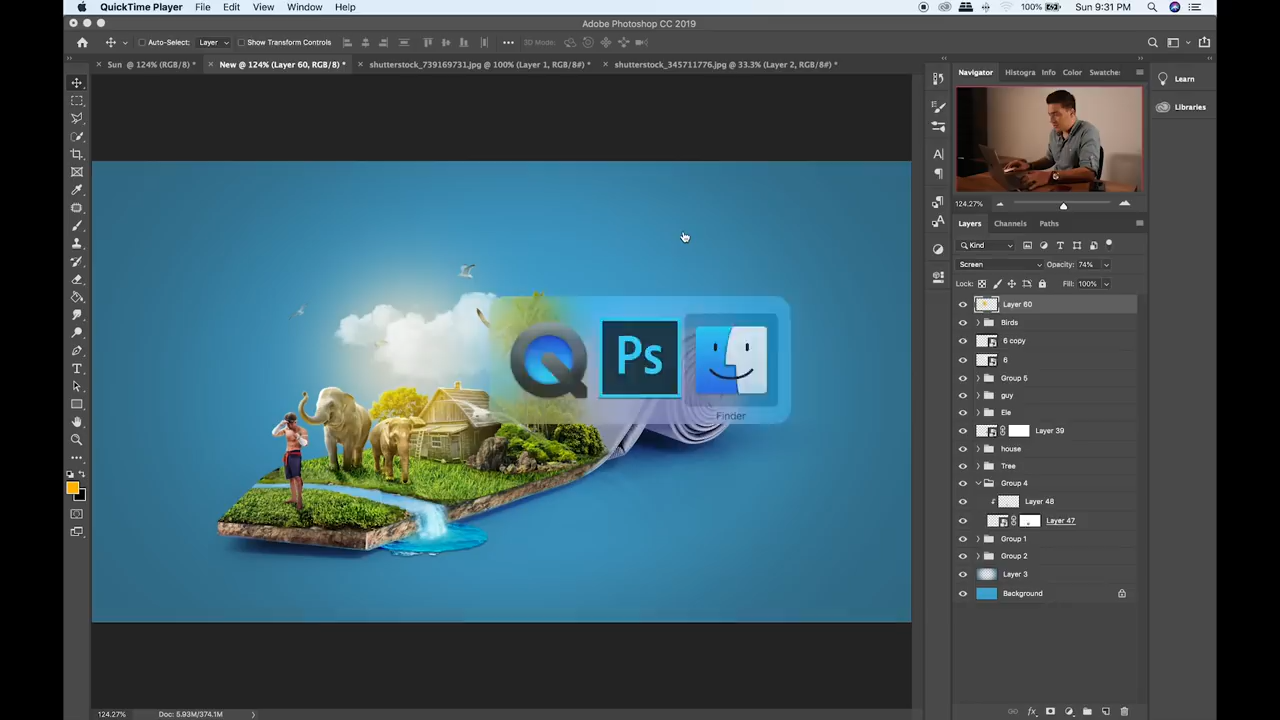 QuickTime Player File Edit View Window Help 100% Sun 9:31 PM
Adobe Photoshop CC 2019
Auto-Select: Layer Show Transform Controls 3D Mode:
Sun @ 124% (RGB/8) * New @ 124% (Layer 60, RGB/8) * shutterstock_739169731.jpg @ 100% (Layer 1, RGB/8#) * shutterstock_345711776.jpg @ 33.3% (Layer 2, RGB/8#) *
Navigator Histogra Info Color Swatche:
Learn
Libraries
124.27%
Layers Channels Paths
Kind
Screen Opacity: 74%
Lock: Fill: 100%
Layer 60
Birds
6 copy
6
Group 5
guy
Ele
Layer 39
house
Tree
Group 4
Layer 48
Layer 47
Group 1
Group 2
Layer 3
Background
Ps
Finder
124.27% Doc: 5.93M/374.1M